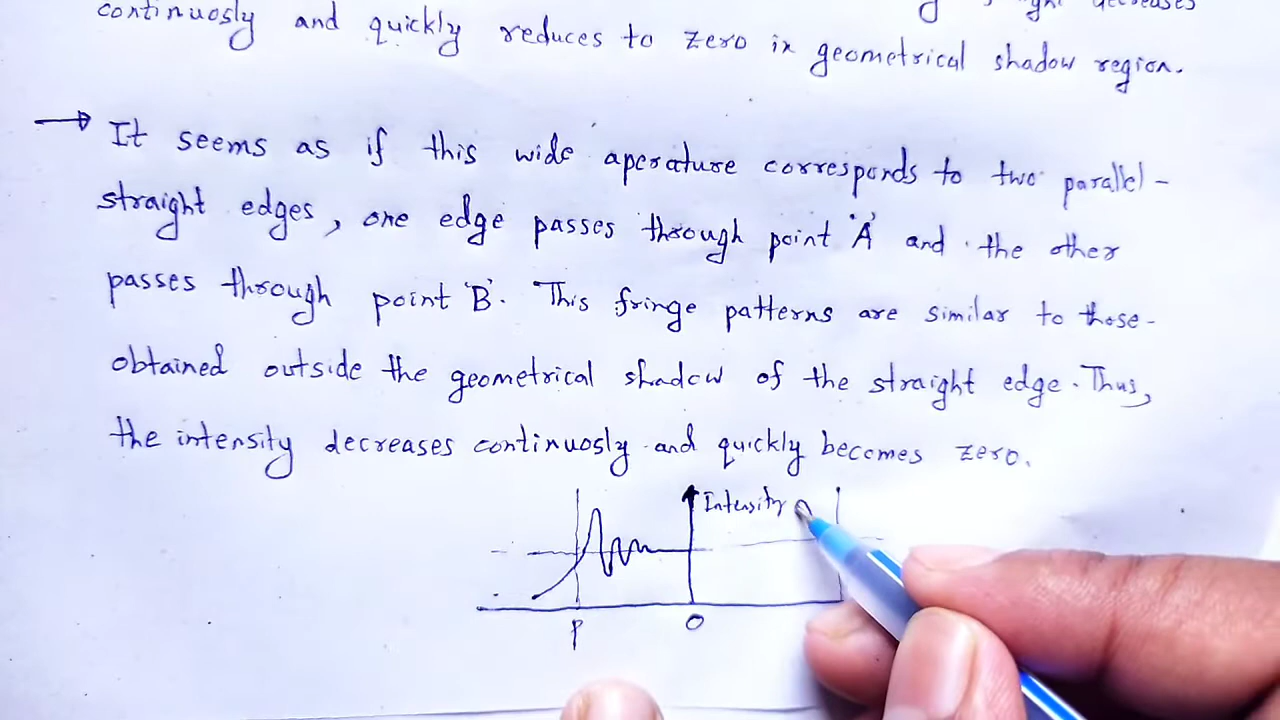 decreases
continuosly and quickly reduces to zero in geometrical shadow region.
It seems as if this wide aperature corresponds to two parallel-
straight edges, one edge passes through point 'A' and the other
passes through point 'B'. This fringe patterns are similar to those-
obtained outside the geometrical shadow of the straight edge. Thus,
the intensity decreases continuosly and quickly becomes zero.
Intensity
P O